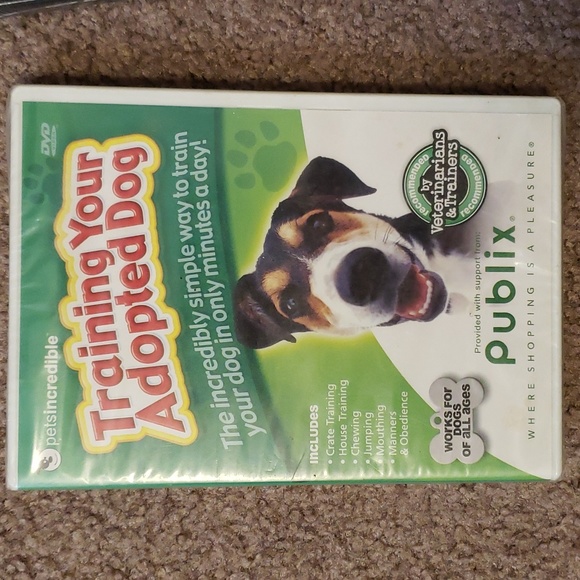 petsincredible®
DVD
Training Your
Adopted Dog
The incredibly simple way to train
your dog in only minutes a day!
INCLUDES
• Crate Training
• House Training
• Chewing
• Jumping
• Mouthing
• Manners
& Obedience
recommended
by
Veterinarians
& Trainers
recommended
WORKS FOR
DOGS
OF ALL AGES
Provided with support from:
Publix®
WHERE SHOPPING IS A PLEASURE®